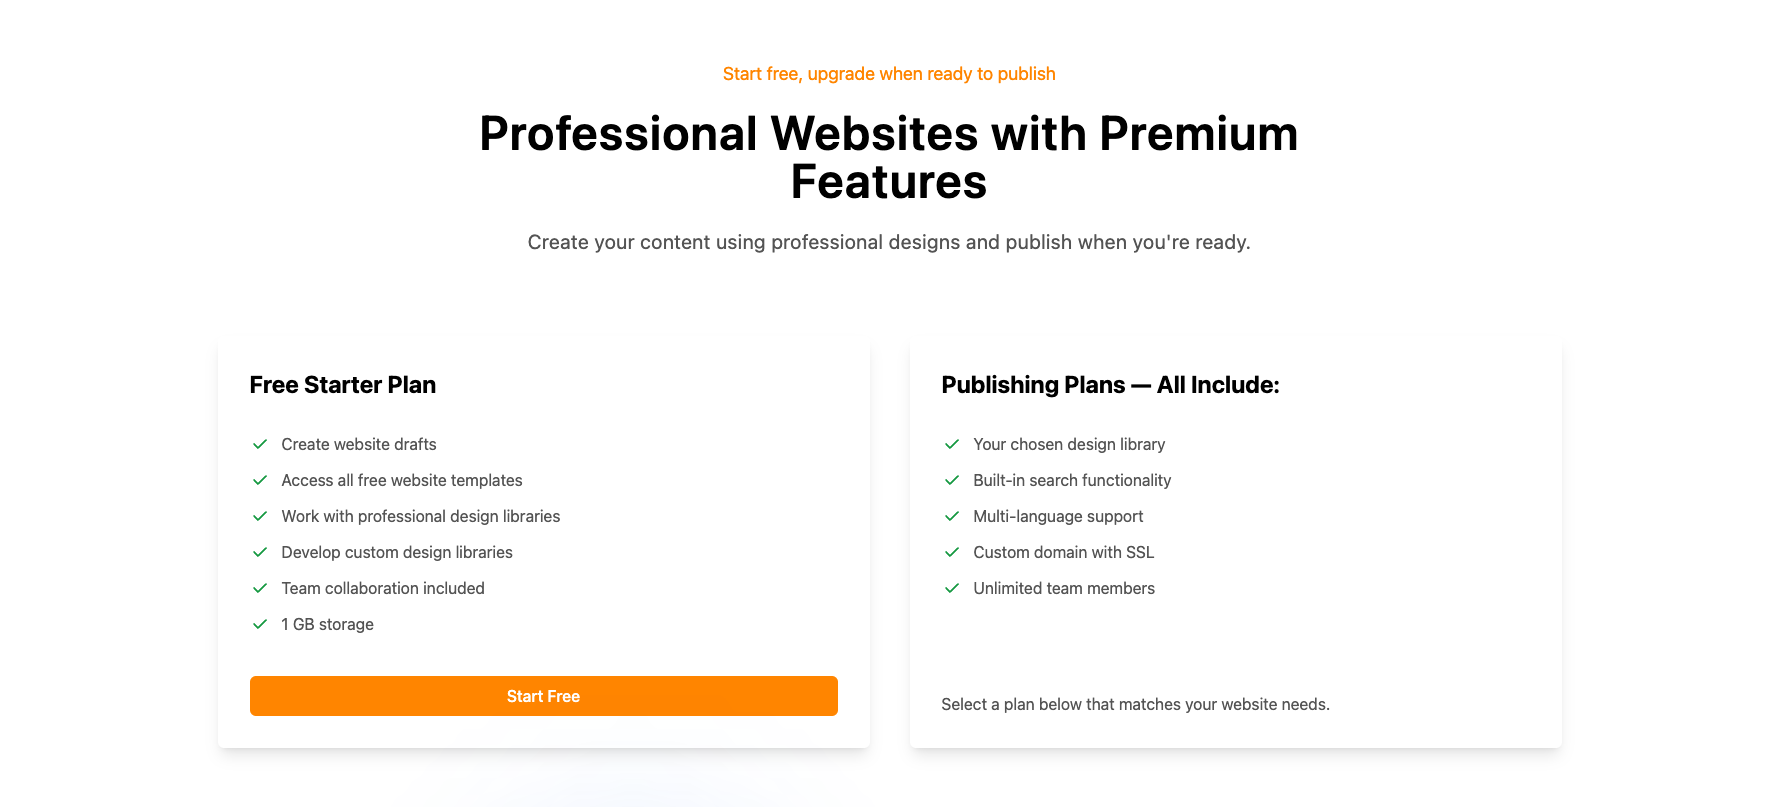 Start free, upgrade when ready to publish
Professional Websites with Premium
Features
Create your content using professional designs and publish when you're ready.
Free Starter Plan
Create website drafts
Access all free website templates
Work with professional design libraries
Develop custom design libraries
Team collaboration included
1 GB storage
Start Free
Publishing Plans — All Include:
Your chosen design library
Built-in search functionality
Multi-language support
Custom domain with SSL
Unlimited team members
Select a plan below that matches your website needs.